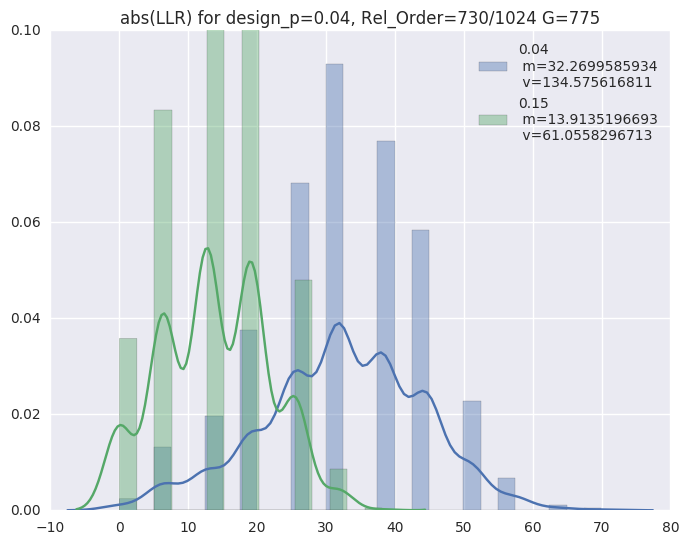 abs(LLR) for design_p=0.04, Rel_Order=730/1024 G=775
0.10
0.08
0.06
0.04
0.02
0.00
0.04
m=32.2699585934
v=134.575616811
0.15
m=13.9135196693
v=61.0558296713
−10 0 10 20 30 40 50 60 70 80